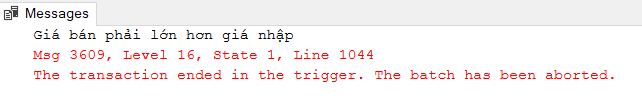 Messages
Giá bán phải lớn hơn giá nhập
Msg 3609, Level 16, State 1, Line 1044
The transaction ended in the trigger. The batch has been aborted.